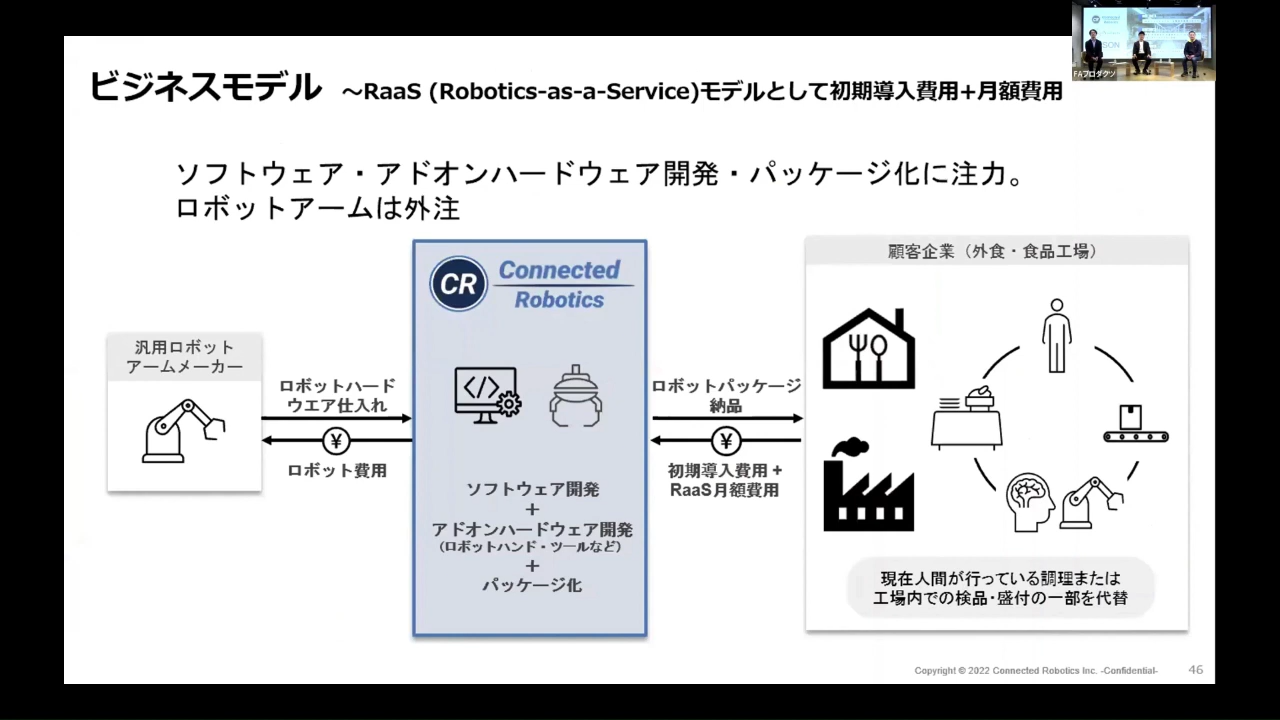 ビジネスモデル ～RaaS (Robotics-as-a-Service)モデルとして初期導入費用+月額費用
FAプロダクツ
ソフトウェア・アドオンハードウェア開発・パッケージ化に注力。
ロボットアームは外注
汎用ロボット
アームメーカー
ロボットハード
ウエア仕入れ
¥
ロボット費用
CR Connected
Robotics
</>
ソフトウェア開発
+
アドオンハードウェア開発
（ロボットハンド・ツールなど）
+
パッケージ化
ロボットパッケージ
納品
¥
初期導入費用 +
RaaS月額費用
顧客企業（外食・食品工場）
現在人間が行っている調理または
工場内での検品・盛付の一部を代替
Copyright © 2022 Connected Robotics Inc. -Confidential-
46